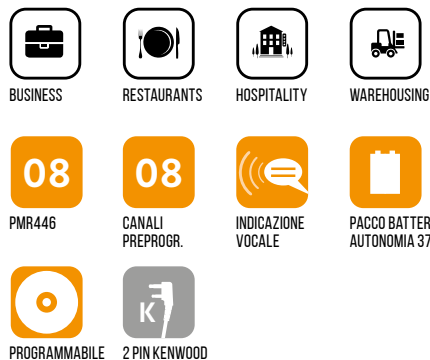 BUSINESS
RESTAURANTS
HOSPITALITY
WAREHOUSING
08
08
PMR446
CANALI
PREPROGR.
INDICAZIONE
VOCALE
PACCO BATTER
AUTONOMIA 37
K
PROGRAMMABILE
2 PIN KENWOOD